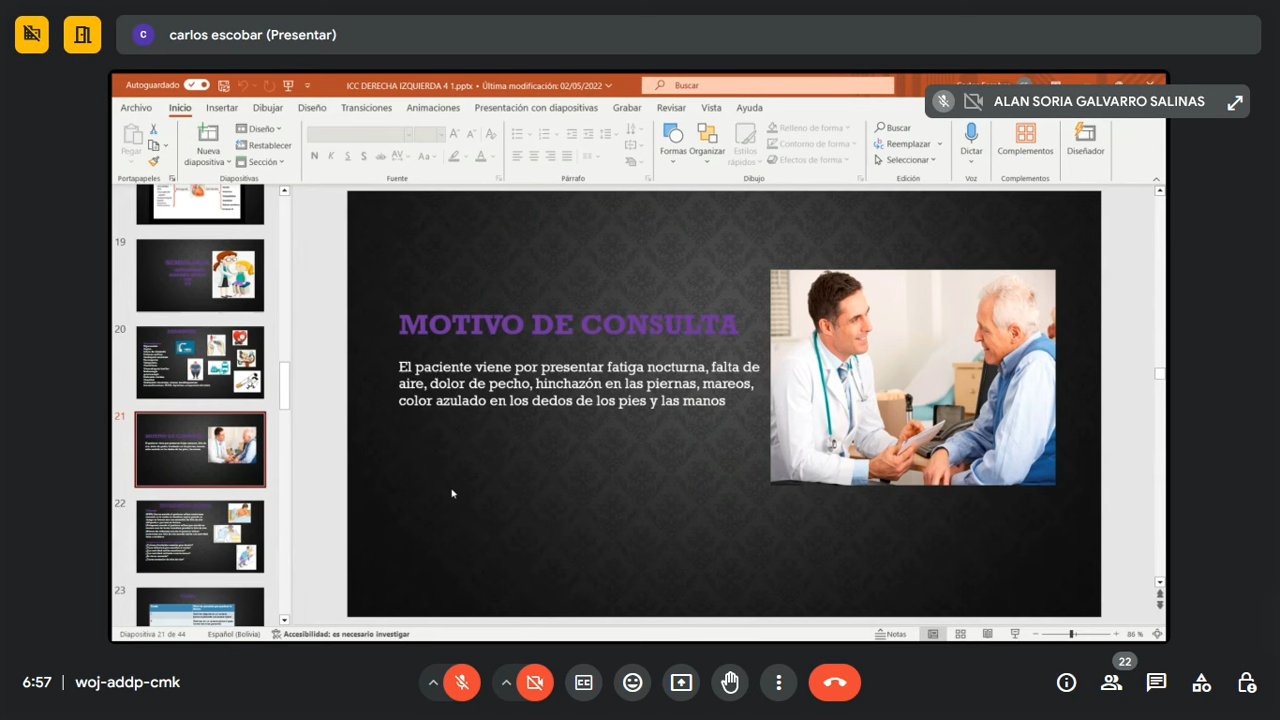 C carlos escobar (Presentar)
Autoguardado
ICC DERECHA IZQUIERDA 4 1.pptx • Última modificación: 02/05/2022
Buscar
ALAN SORIA GALVARRO SALINAS
Archivo Inicio Insertar Dibujar Diseño Transiciones Animaciones Presentación con diapositivas Grabar Revisar Vista Ayuda
Pegar
Nueva
diapositiva
Diseño
Restablecer
Sección
N K S ab AV Aa A
Formas
Organizar
Estilos
rápidos
Relleno de forma
Contorno de forma
Efectos de forma
Buscar
Reemplazar
Seleccionar
Dictar
Complementos
Diseñador
Portapapeles Diapositivas Fuente Párrafo Dibujo Edición Voz Complementos
19
20
21
22
23
MOTIVO DE CONSULTA
El paciente viene por presentar fatiga nocturna, falta de
aire, dolor de pecho, hinchazón en las piernas, mareos,
color azulado en los dedos de los pies y las manos
Diapositiva 21 de 44 Español (Bolivia) Accesibilidad: es necesario investigar Notas 86 %
6:57 | woj-addp-cmk
22